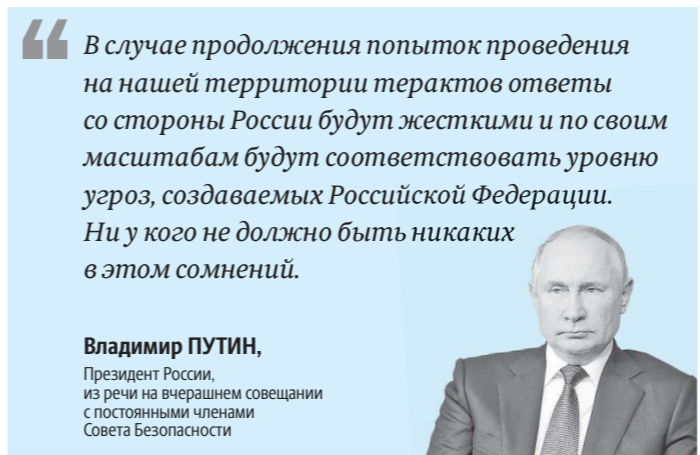 В случае продолжения попыток проведения
на нашей территории терактов ответы
со стороны России будут жесткими и по своим
масштабам будут соответствовать уровню
угроз, создаваемых Российской Федерации.
Ни у кого не должно быть никаких
в этом сомнений.
Владимир ПУТИН,
Президент России,
из речи на вчерашнем совещании
с постоянными членами
Совета Безопасности